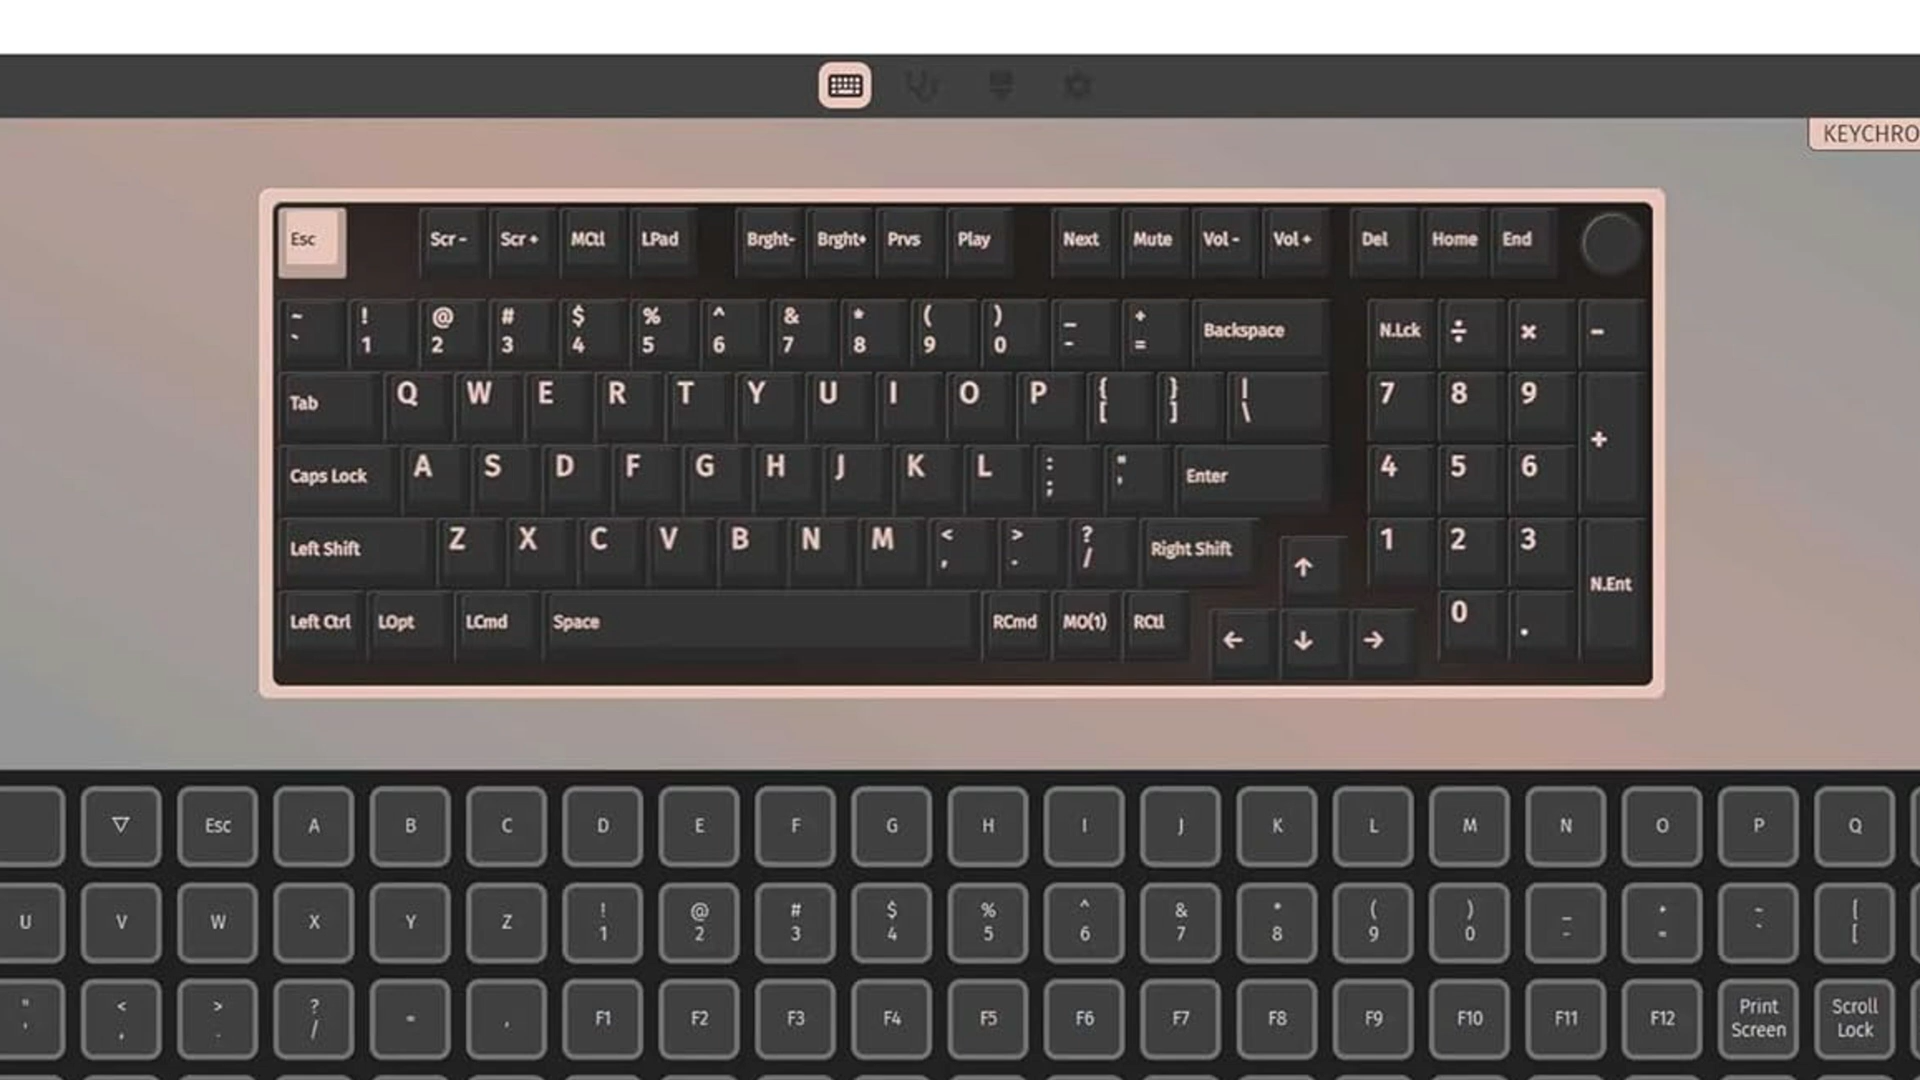 KEYCHRO
Esc Scr - Scr + MCtl LPad Brght- Brght+ Prvs Play Next Mute Vol - Vol + Del Home End
~ ! @ # $ % ^ & * ( ) _ + Backspace N.Lck ÷ × -
` 1 2 3 4 5 6 7 8 9 0 - =
Tab Q W E R T Y U I O P { } | 7 8 9 +
[ ] \
Caps Lock A S D F G H J K L : " Enter 4 5 6
; '
Left Shift Z X C V B N M < > ? Right Shift ↑ 1 2 3 N.Ent
, . /
Left Ctrl LOpt LCmd Space RCmd MO(1) RCtl ← ↓ → 0 .
▽ Esc A B C D E F G H I J K L M N O P Q
U V W X Y Z ! @ # $ % ^ & * ( ) _ ~
1 2 3 4 5 6 7 8 9 0 - = ` [
" < > ? = , F1 F2 F3 F4 F5 F6 F7 F8 F9 F10 F11 F12 Print Scroll
' , . / Screen Lock